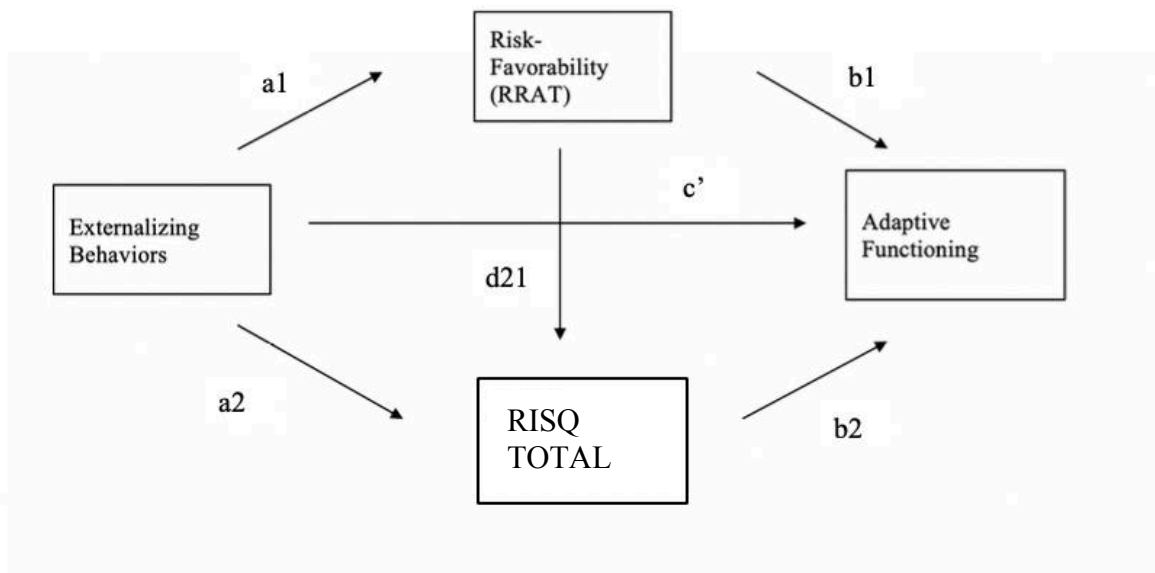 Risk-
Favorability
(RRAT)
a1
b1
Externalizing
Behaviors
c’
Adaptive
Functioning
d21
a2
RISQ
TOTAL
b2